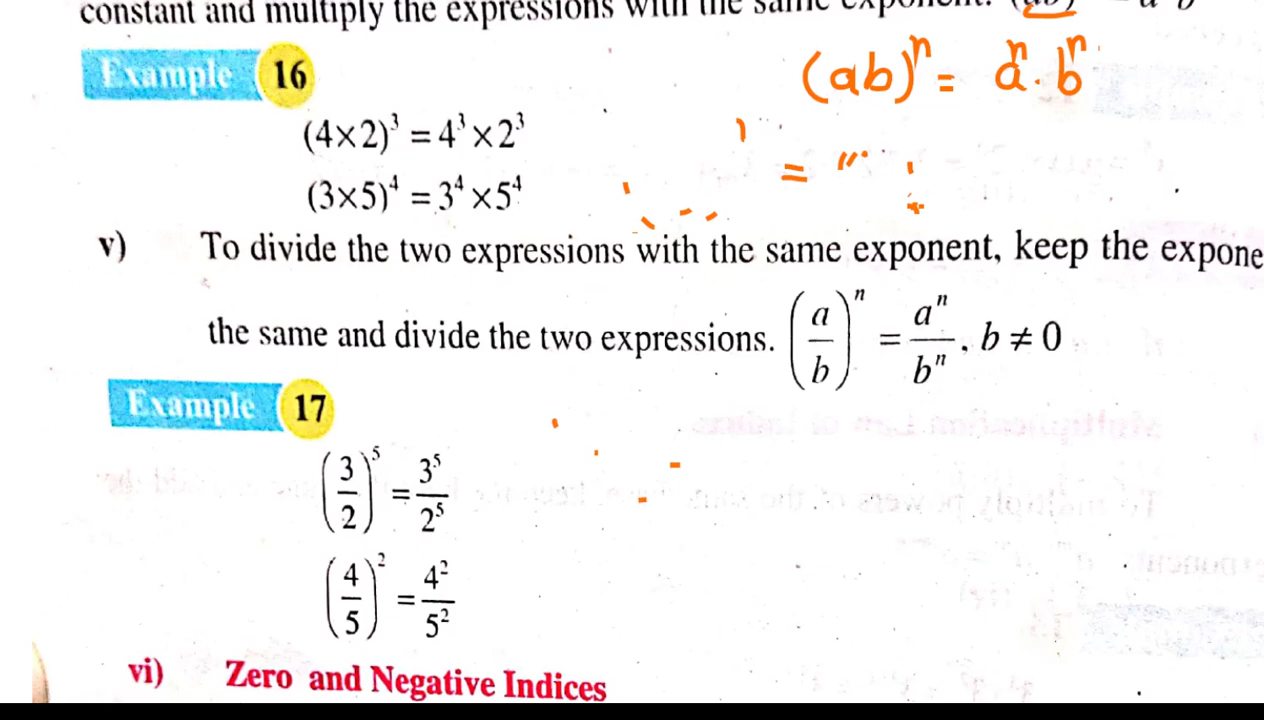 constant and multiply the expressions with the same exponent.
Example 16
(ab)ⁿ = aⁿ.bⁿ
(4×2)³ = 4³×2³
(3×5)⁴ = 3⁴×5⁴
v) To divide the two expressions with the same exponent, keep the expone
the same and divide the two expressions. (a/b)ⁿ = aⁿ/bⁿ, b ≠ 0
Example 17
(3/2)⁵ = 3⁵/2⁵
(4/5)² = 4²/5²
vi) Zero and Negative Indices